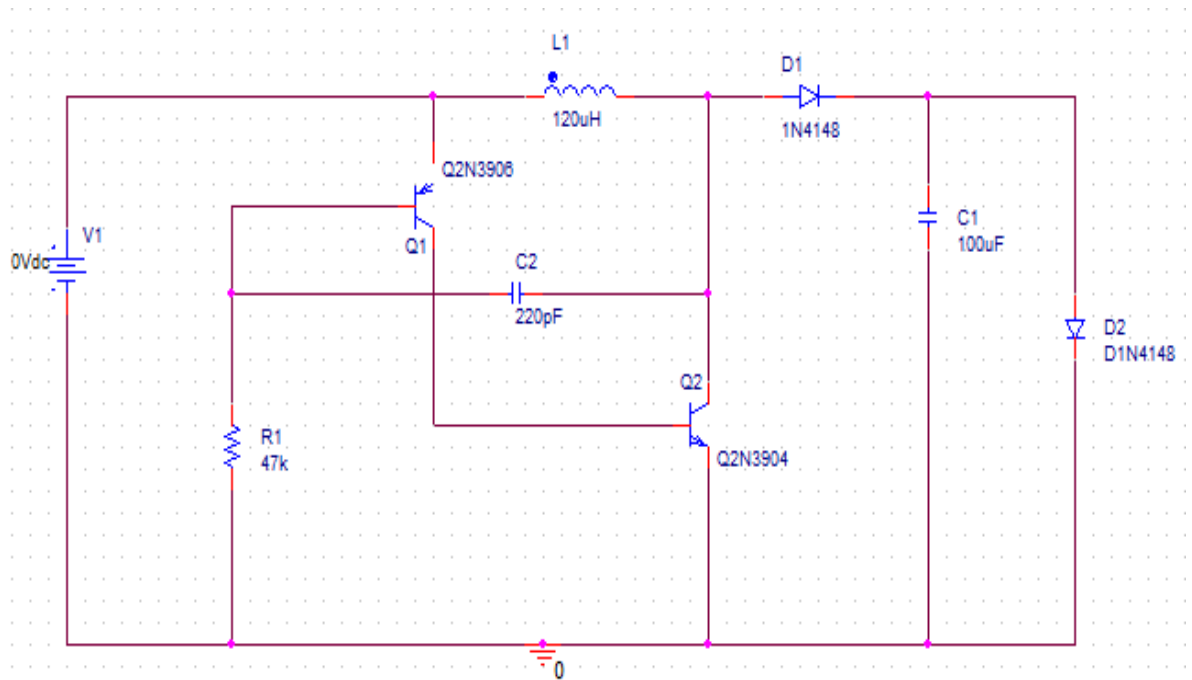 L1
120uH
D1
1N4148
Q2N3906
Q1
V1
0Vdc
C2
220pF
C1
100uF
D2
D1N4148
Q2
Q2N3904
R1
47k
0